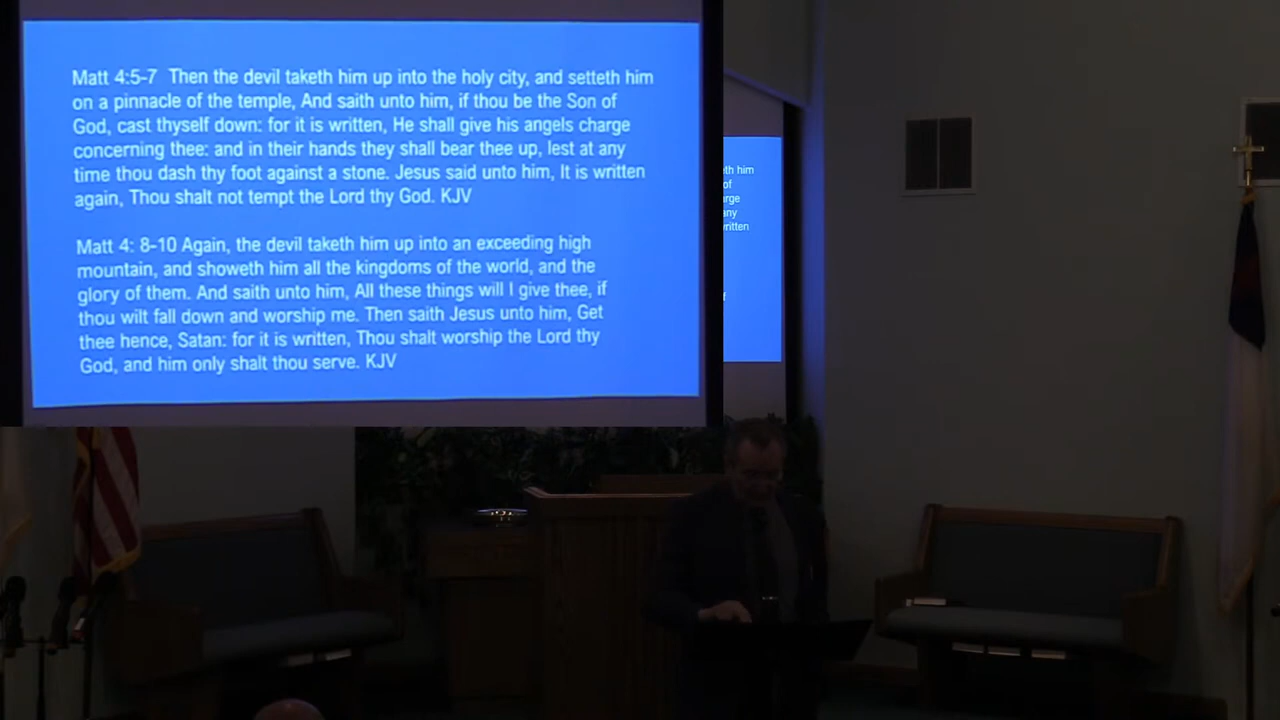 Matt 4:5-7 Then the devil taketh him up into the holy city, and setteth him
on a pinnacle of the temple, And saith unto him, if thou be the Son of
God, cast thyself down: for it is written, He shall give his angels charge
concerning thee: and in their hands they shall bear thee up, lest at any
time thou dash thy foot against a stone. Jesus said unto him, It is written
again, Thou shalt not tempt the Lord thy God. KJV
Matt 4: 8-10 Again, the devil taketh him up into an exceeding high
mountain, and showeth him all the kingdoms of the world, and the
glory of them. And saith unto him, All these things will I give thee, if
thou wilt fall down and worship me. Then saith Jesus unto him, Get
thee hence, Satan: for it is written, Thou shalt worship the Lord thy
God, and him only shalt thou serve. KJV
eth him
of
arge
any
written
f